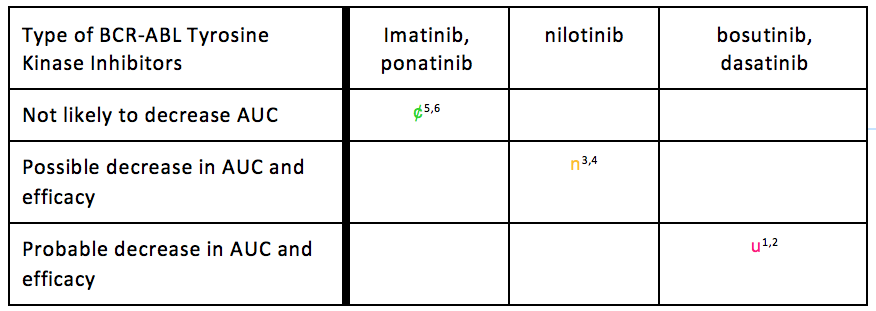 Type of BCR-ABL Tyrosine
Kinase Inhibitors
Imatinib,
ponatinib
nilotinib
bosutinib,
dasatinib
Not likely to decrease AUC
¢5,6
Possible decrease in AUC and
efficacy
n3,4
Probable decrease in AUC and
efficacy
u1,2